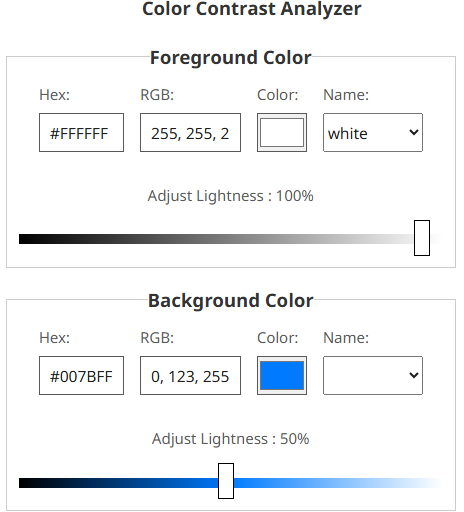 Color Contrast Analyzer
Foreground Color
Hex: RGB: Color: Name:
#FFFFFF 255, 255, 2 white
Adjust Lightness : 100%
Background Color
Hex: RGB: Color: Name:
#007BFF 0, 123, 255
Adjust Lightness : 50%